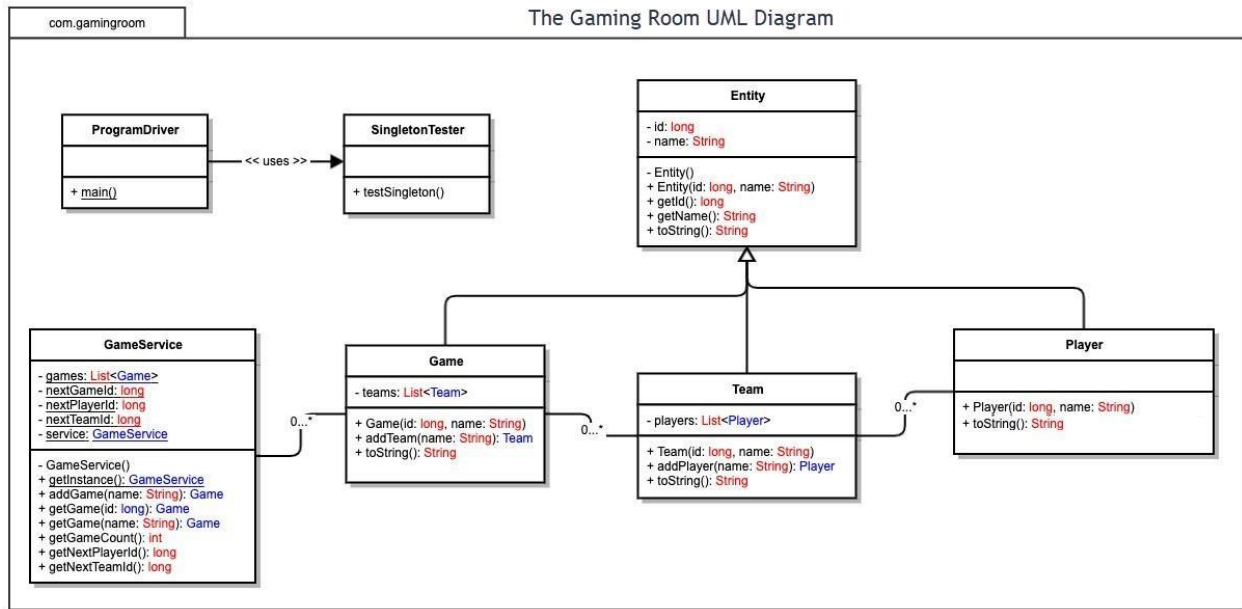 com.gamingroom
The Gaming Room UML Diagram
ProgramDriver
+ main()
<< uses >>
SingletonTester
+ testSingleton()
Entity
- id: long
- name: String
- Entity()
+ Entity(id: long, name: String)
+ getId(): long
+ getName(): String
+ toString(): String
GameService
- games: List<Game>
- nextGameId: long
- nextPlayerId: long
- nextTeamId: long
- service: GameService
- GameService()
+ getInstance(): GameService
+ addGame(name: String): Game
+ getGame(id: long): Game
+ getGame(name: String): Game
+ getGameCount(): int
+ getNextPlayerId(): long
+ getNextTeamId(): long
0...*
Game
- teams: List<Team>
+ Game(id: long, name: String)
+ addTeam(name: String): Team
+ toString(): String
0...*
Team
- players: List<Player>
+ Team(id: long, name: String)
+ addPlayer(name: String): Player
+ toString(): String
0...*
Player
+ Player(id: long, name: String)
+ toString(): String